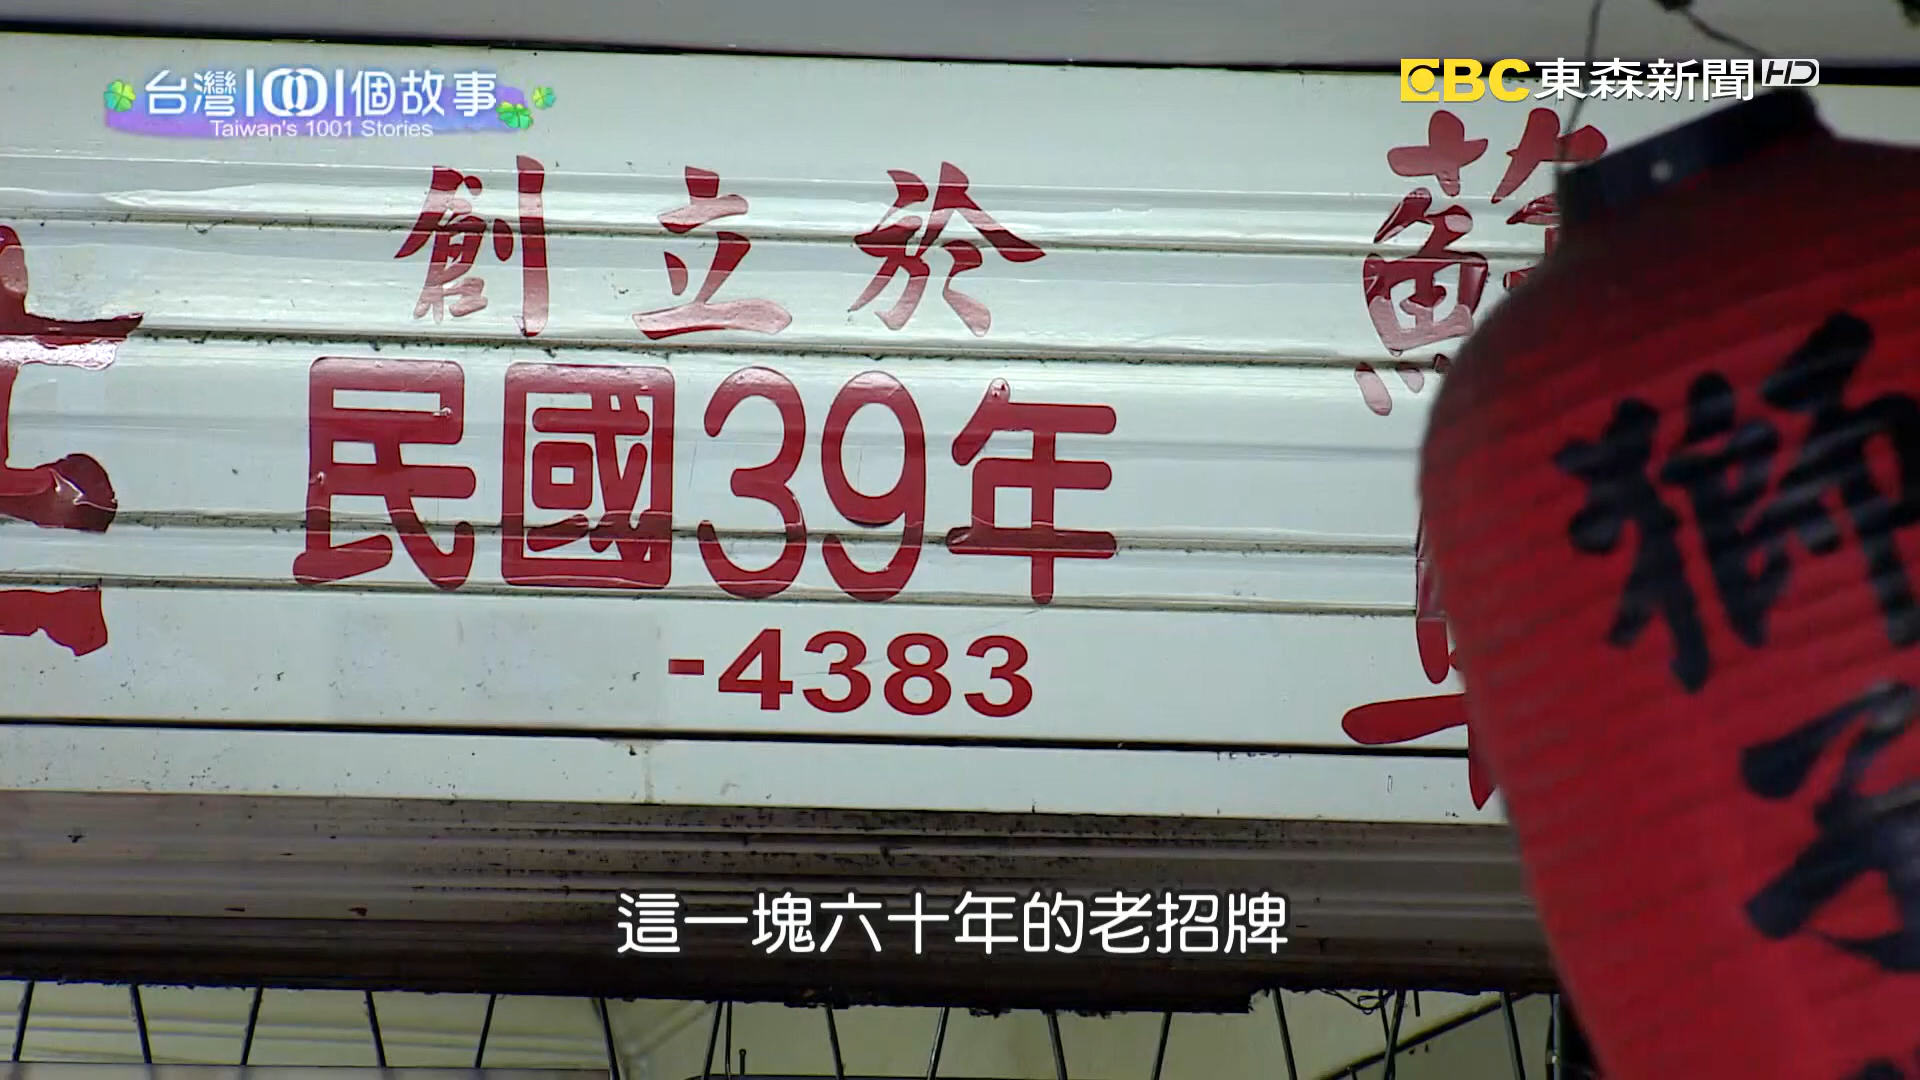 台灣1001個故事
Taiwan's 1001 Stories
EBC東森新聞HD
創立於
民國39年
-4383
蘇
獅
這一塊六十年的老招牌